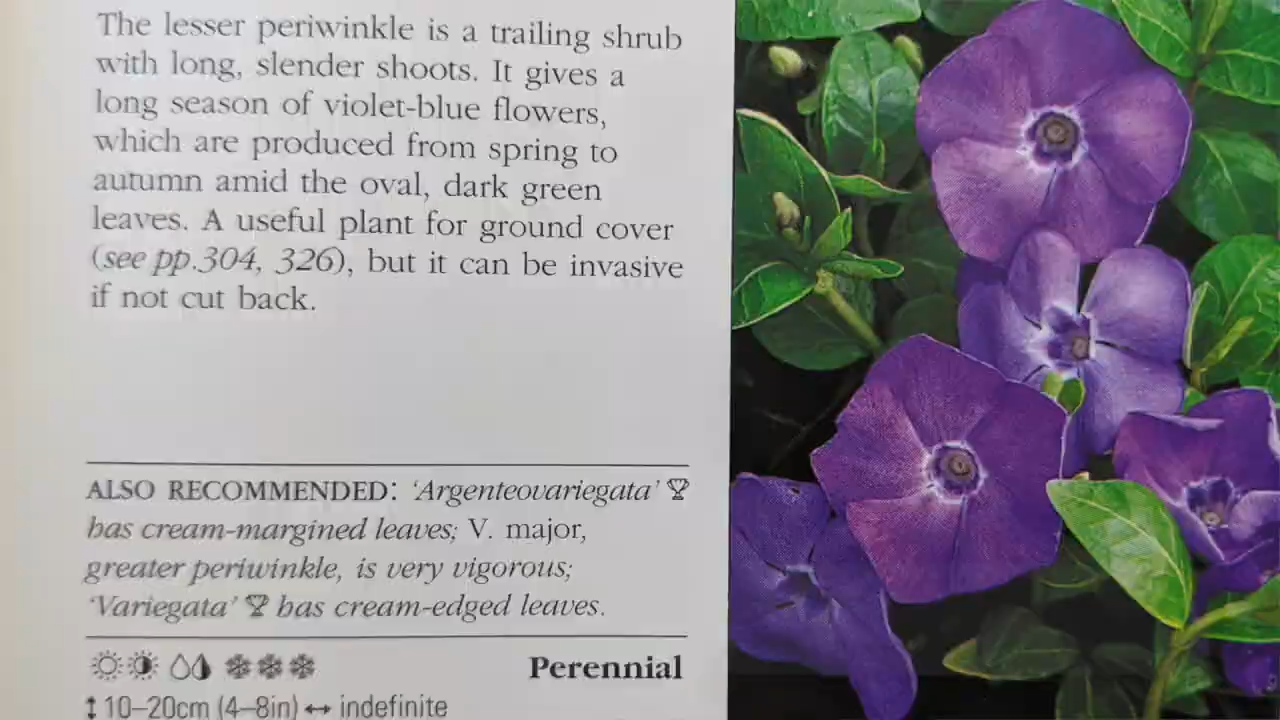 The lesser periwinkle is a trailing shrub
with long, slender shoots. It gives a
long season of violet-blue flowers,
which are produced from spring to
autumn amid the oval, dark green
leaves. A useful plant for ground cover
(see pp.304, 326), but it can be invasive
if not cut back.
ALSO RECOMMENDED: 'Argenteovariegata'
has cream-margined leaves; V. major,
greater periwinkle, is very vigorous;
'Variegata' has cream-edged leaves.
Perennial
↕ 10–20cm (4–8in) ↔ indefinite